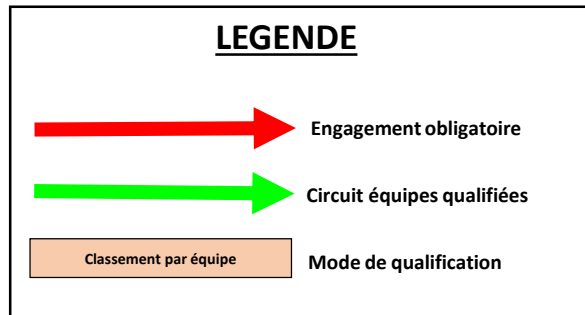 LEGENDE
Engagement obligatoire
Circuit équipes qualifiées
Classement par équipe
Mode de qualification